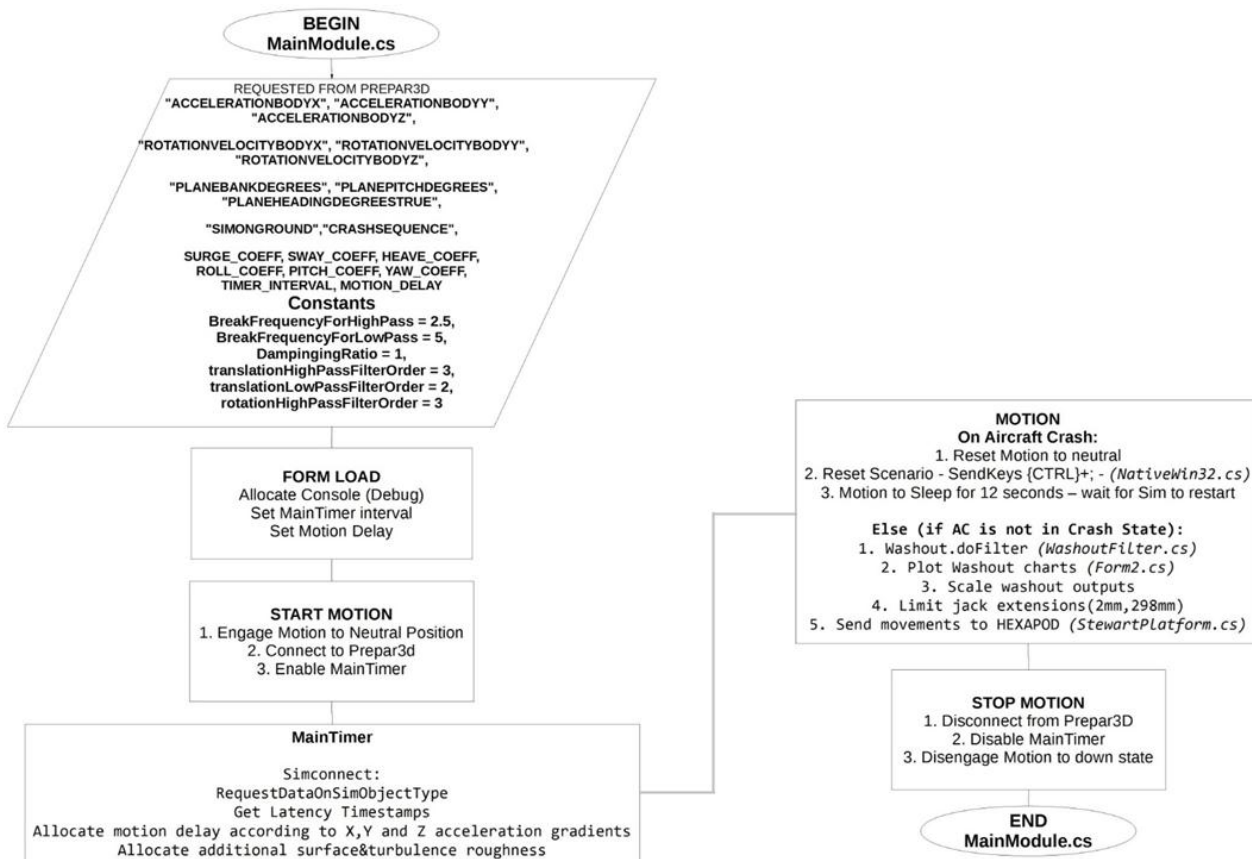 BEGIN
MainModule.cs
REQUESTED FROM PREPAR3D
"ACCELERATIONBODYX", "ACCELERATIONBODYY",
"ACCELERATIONBODYZ",
"ROTATIONVELOCITYBODYX", "ROTATIONVELOCITYBODYY",
"ROTATIONVELOCITYBODYZ",
"PLANEBANKDEGREES", "PLANEPITCHDEGREES",
"PLANEHEADINGDEGREESTRUE",
"SIMONGROUND","CRASHSEQUENCE",
SURGE_COEFF, SWAY_COEFF, HEAVE_COEFF,
ROLL_COEFF, PITCH_COEFF, YAW_COEFF,
TIMER_INTERVAL, MOTION_DELAY
Constants
BreakFrequencyForHighPass = 2.5,
BreakFrequencyForLowPass = 5,
DampingingRatio = 1,
translationHighPassFilterOrder = 3,
translationLowPassFilterOrder = 2,
rotationHighPassFilterOrder = 3
FORM LOAD
Allocate Console (Debug)
Set MainTimer interval
Set Motion Delay
START MOTION
1. Engage Motion to Neutral Position
2. Connect to Prepar3d
3. Enable MainTimer
MainTimer
Simconnect:
RequestDataOnSimObjectType
Get Latency Timestamps
Allocate motion delay according to X,Y and Z acceleration gradients
Allocate additional surface&turbulence roughness
MOTION
On Aircraft Crash:
1. Reset Motion to neutral
2. Reset Scenario - SendKeys {CTRL}+; - (NativeWin32.cs)
3. Motion to Sleep for 12 seconds – wait for Sim to restart
Else (if AC is not in Crash State):
1. Washout.doFilter (WashoutFilter.cs)
2. Plot Washout charts (Form2.cs)
3. Scale washout outputs
4. Limit jack extensions(2mm,298mm)
5. Send movements to HEXAPOD (StewartPlatform.cs)
STOP MOTION
1. Disconnect from Prepar3D
2. Disable MainTimer
3. Disengage Motion to down state
END
MainModule.cs